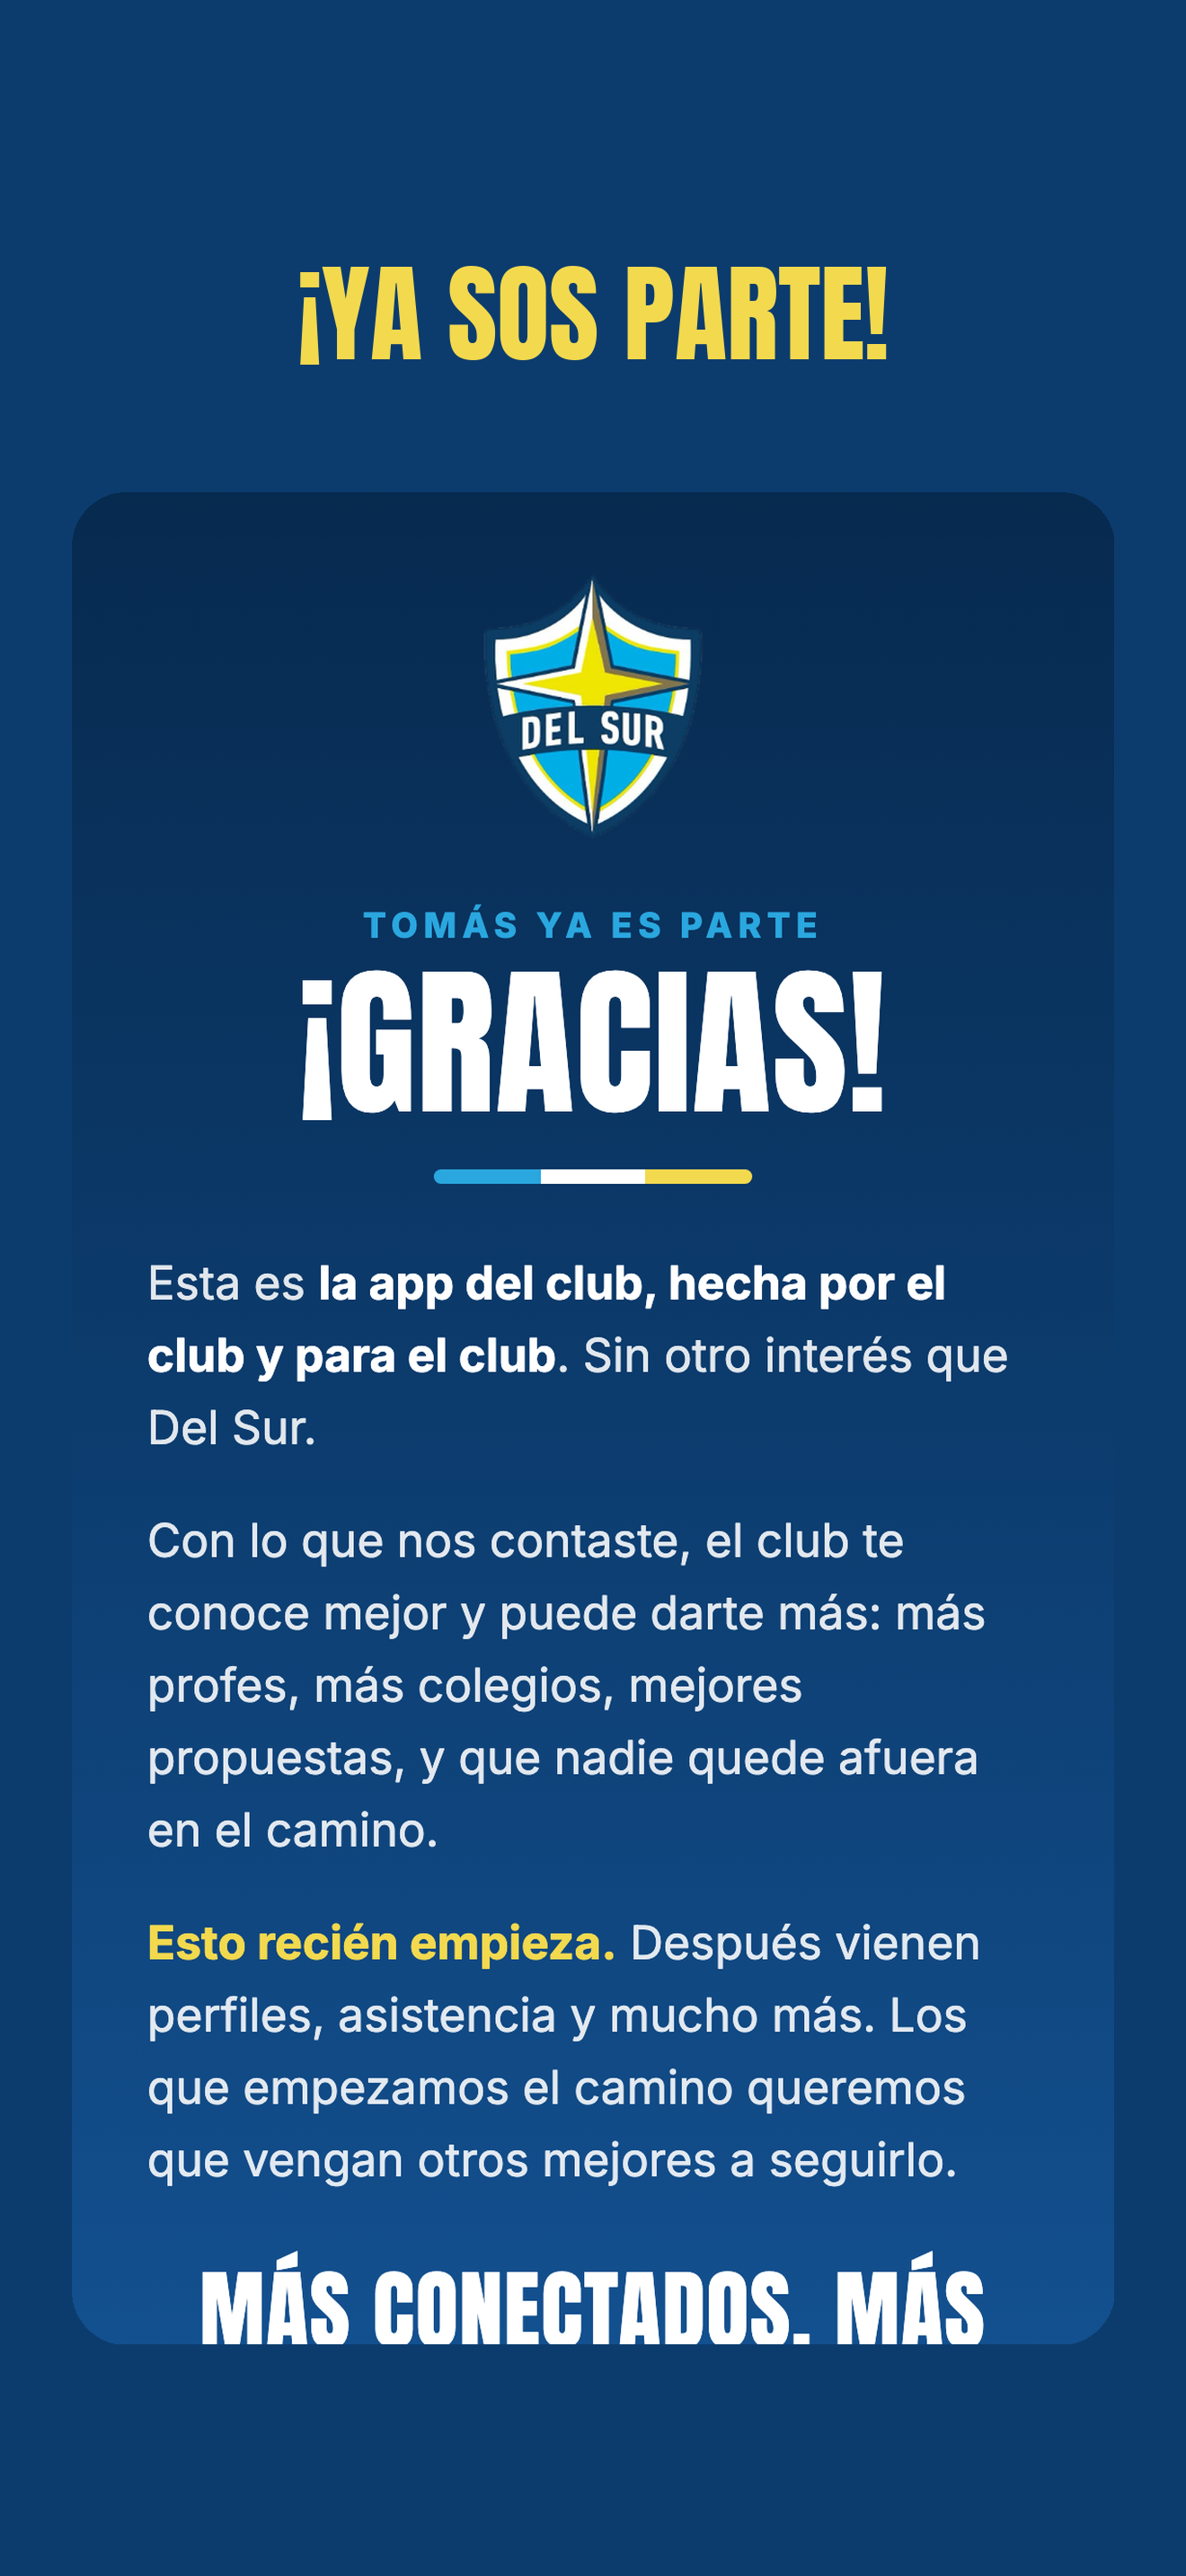 ¡YA SOS PARTE!
DEL SUR
TOMÁS YA ES PARTE
¡GRACIAS!
Esta es la app del club, hecha por el
club y para el club. Sin otro interés que
Del Sur.
Con lo que nos contaste, el club te
conoce mejor y puede darte más: más
profes, más colegios, mejores
propuestas, y que nadie quede afuera
en el camino.
Esto recién empieza. Después vienen
perfiles, asistencia y mucho más. Los
que empezamos el camino queremos
que vengan otros mejores a seguirlo.
MÁS CONECTADOS. MÁS